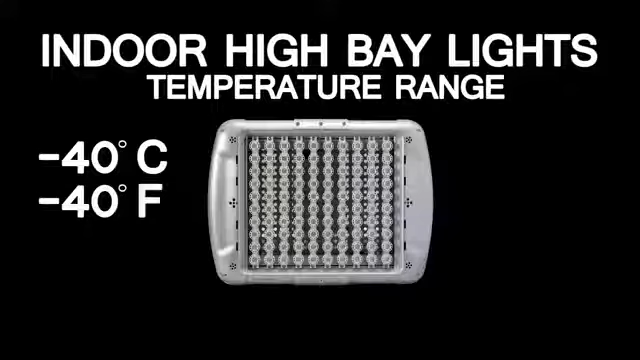 INDOOR HIGH BAY LIGHTS
TEMPERATURE RANGE
-40° C
-40° F